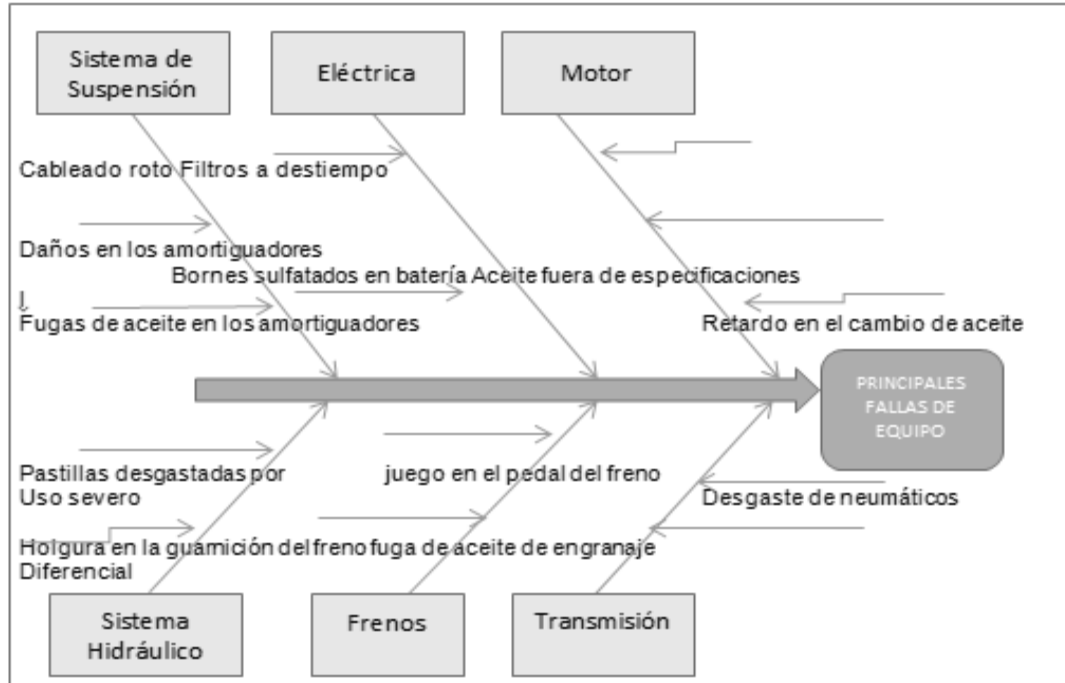 Sistema de
Suspensión
Eléctrica
Motor
Cableado roto Filtros a destiempo
Daños en los amortiguadores
Bornes sulfatados en batería Aceite fuera de especificaciones
Fugas de aceite en los amortiguadores
Retardo en el cambio de aceite
PRINCIPALES
FALLAS DE
EQUIPO
Pastillas desgastadas por
Uso severo
juego en el pedal del freno
Desgaste de neumáticos
Holgura en la guarnición del freno fuga de aceite de engranaje
Diferencial
Sistema
Hidráulico
Frenos
Transmisión